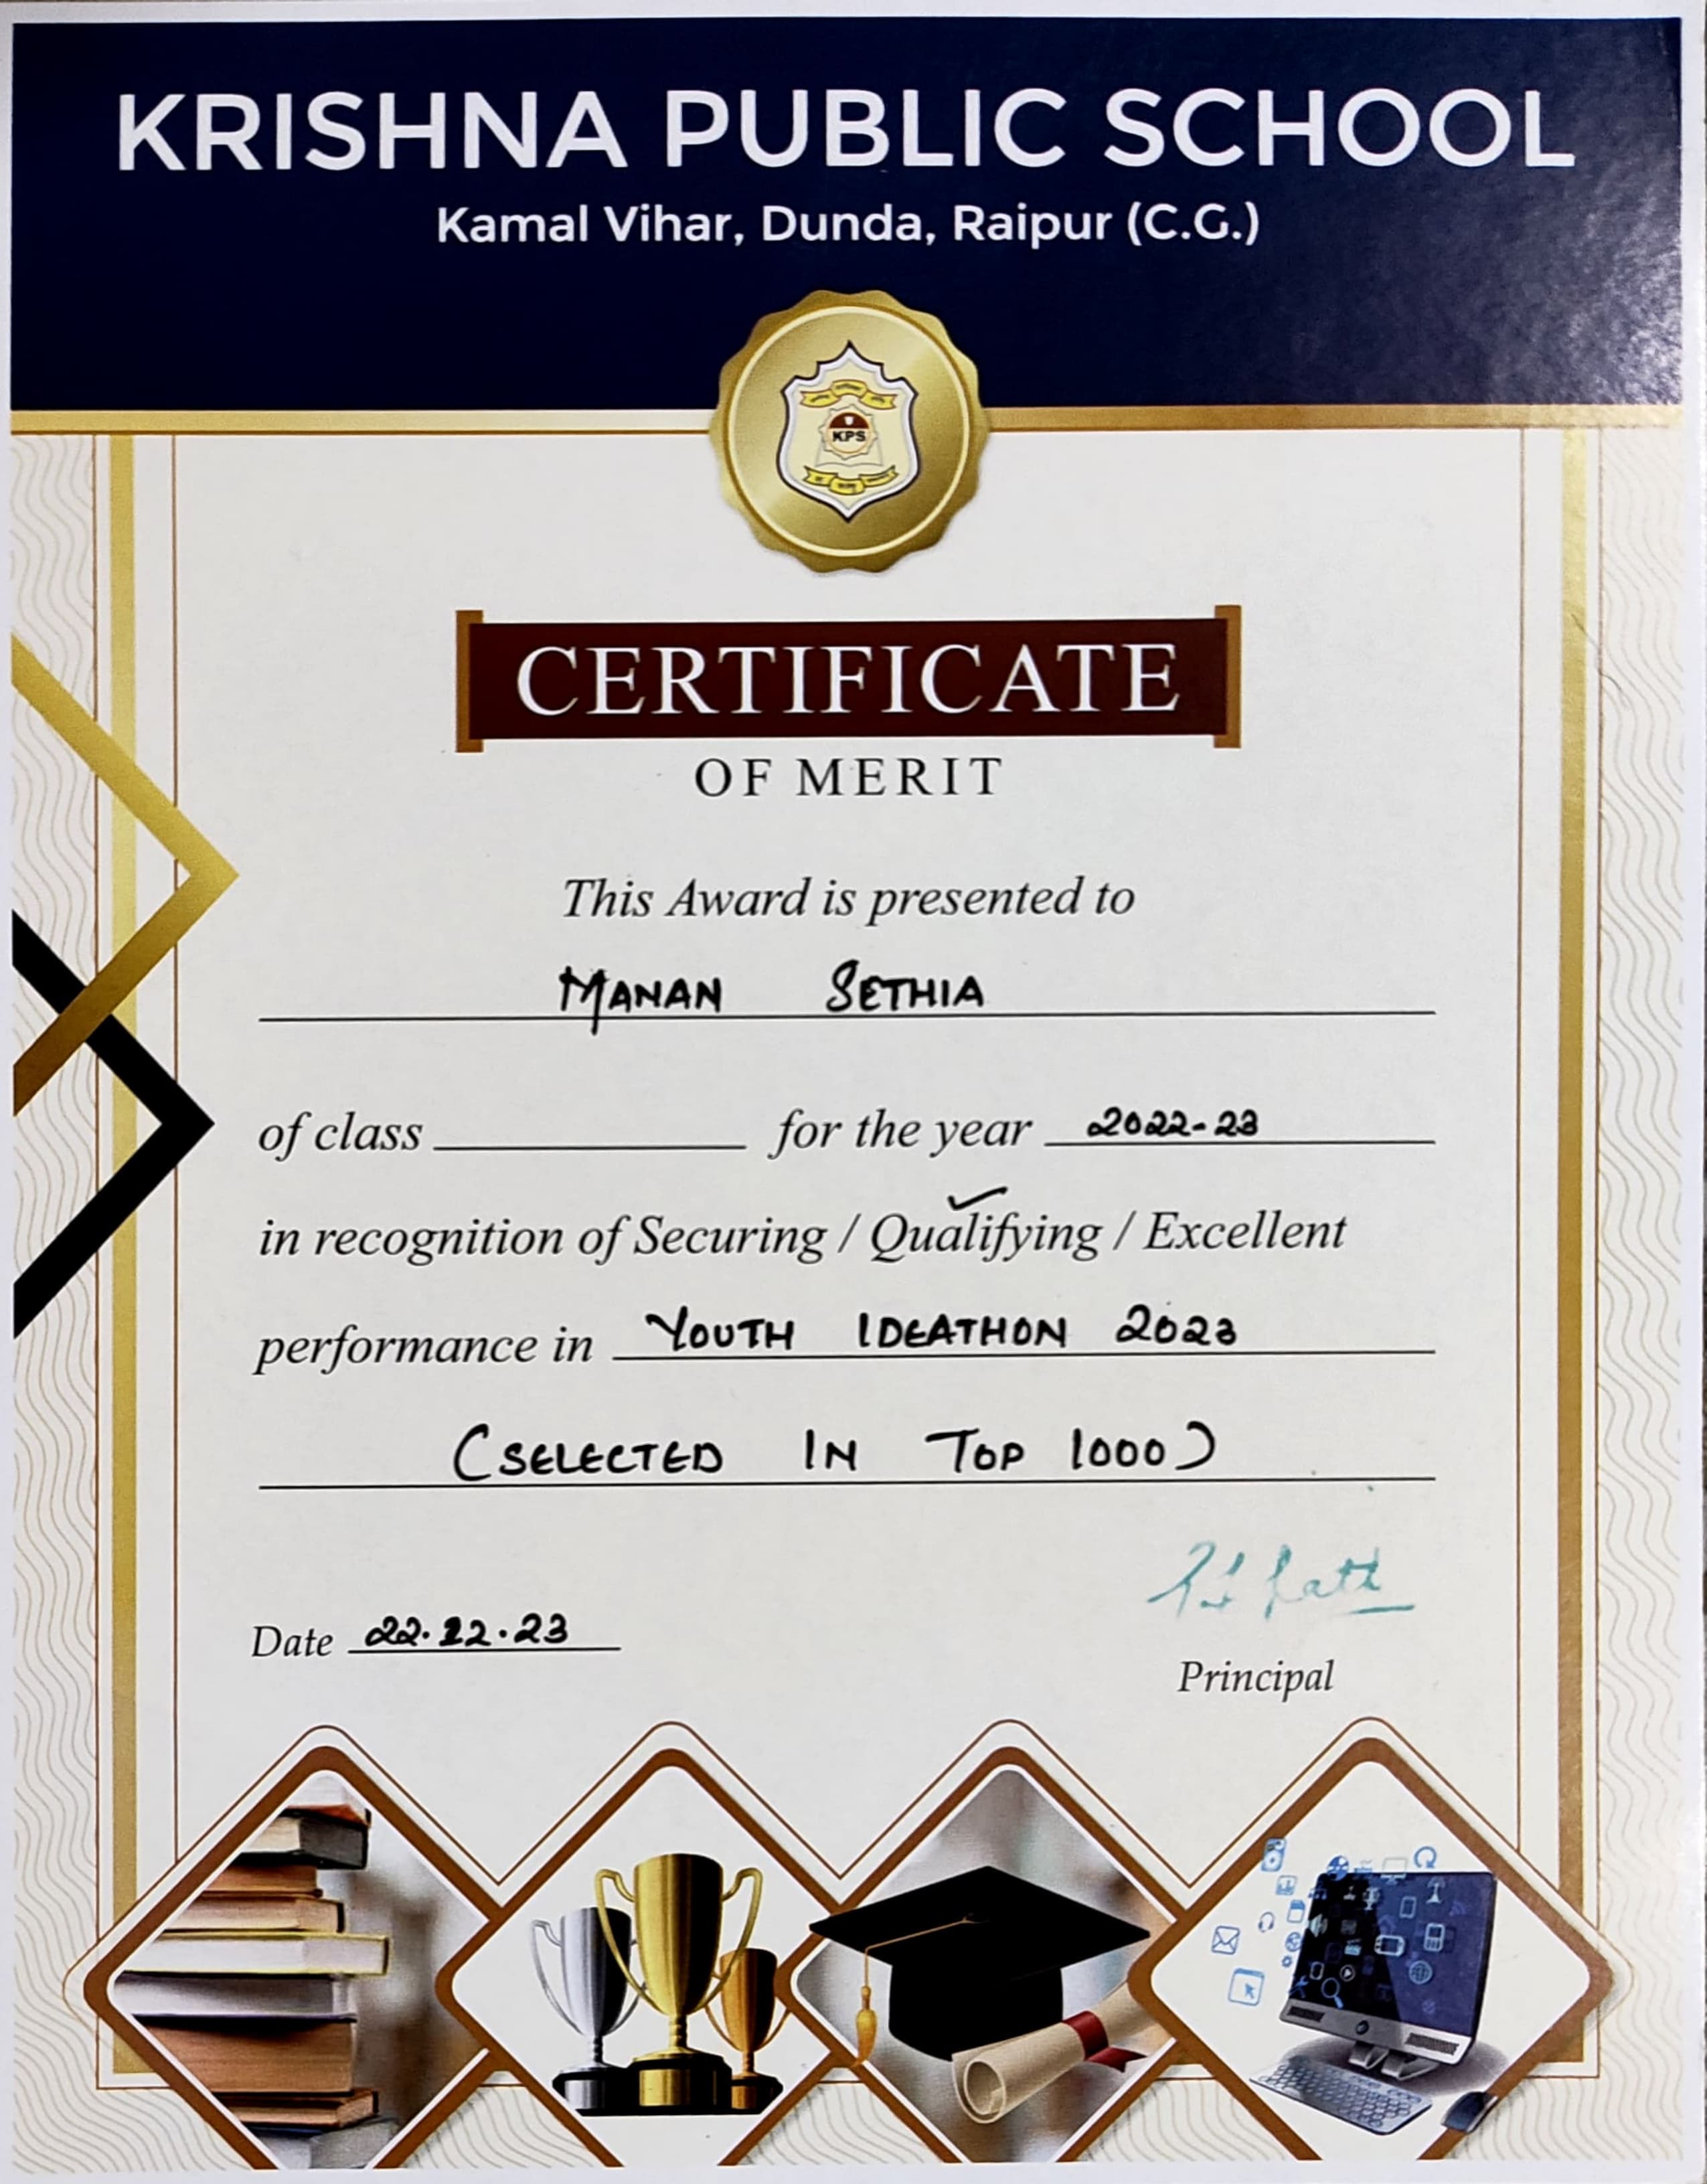 KRISHNA PUBLIC SCHOOL
Kamal Vihar, Dunda, Raipur (C.G.)
KPS
CERTIFICATE
OF MERIT
This Award is presented to
MANAN SETHIA
of class for the year 2022-23
in recognition of Securing / Qualifying / Excellent
performance in YOUTH IDEATHON 2023
(SELECTED IN TOP 1000)
Date 22.12.23
Principal